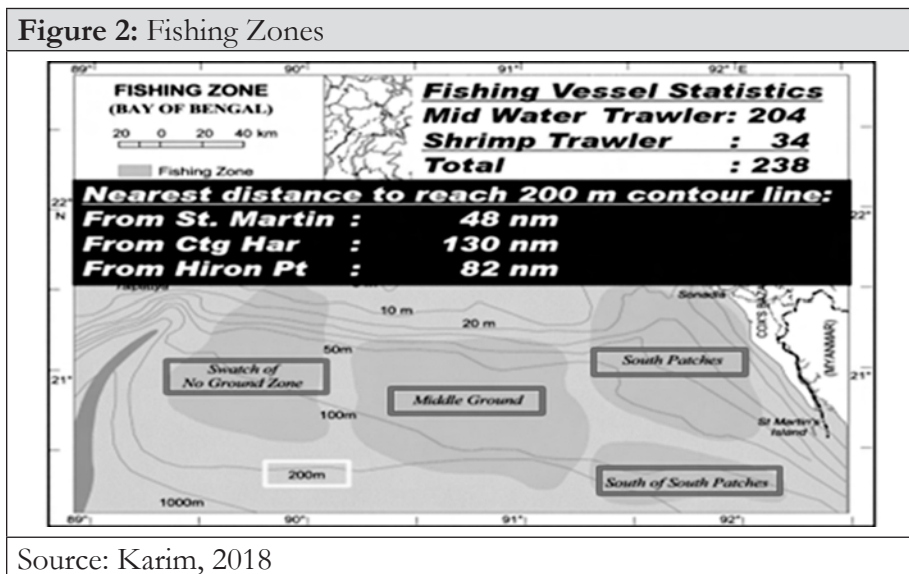 Figure 2: Fishing Zones
89° 90° 91° 92° E
FISHING ZONE
(BAY OF BENGAL)
20 0 20 40 km
Fishing Zone
Fishing Vessel Statistics
Mid Water Trawler: 204
Shrimp Trawler : 34
Total : 238
Nearest distance to reach 200 m contour line:
From St. Martin : 48 nm
From Ctg Har : 130 nm
From Hiron Pt : 82 nm
22°
N
22°
Sonadia
10 m
20 m
COX'S
(MYANMAR)
50m
Swatch of
No Ground Zone
South Patches
21°
21°
Middle Ground
100m
St Martin's
Island
200m
South of South Patches
1000m
89° 90° 91° 92°
Source: Karim, 2018